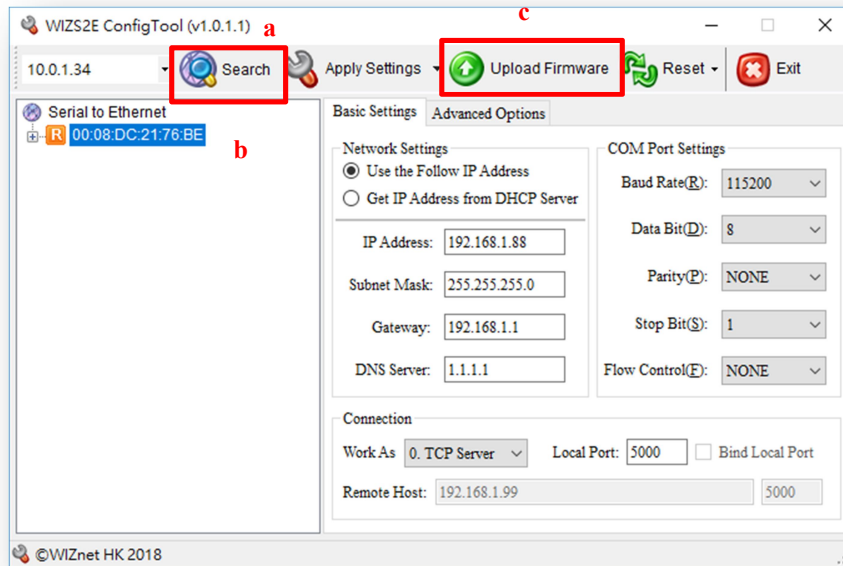 WIZS2E ConfigTool (v1.0.1.1)
a
c
10.0.1.34
Search
Apply Settings
Upload Firmware
Reset
Exit
Serial to Ethernet
R 00:08:DC:21:76:BE
b
Basic Settings
Advanced Options
Network Settings
Use the Follow IP Address
Get IP Address from DHCP Server
IP Address: 192.168.1.88
Subnet Mask: 255.255.255.0
Gateway: 192.168.1.1
DNS Server: 1.1.1.1
COM Port Settings
Baud Rate(R): 115200
Data Bit(D): 8
Parity(P): NONE
Stop Bit(S): 1
Flow Control(F): NONE
Connection
Work As 0. TCP Server Local Port: 5000 Bind Local Port
Remote Host: 192.168.1.99 5000
©WIZnet HK 2018